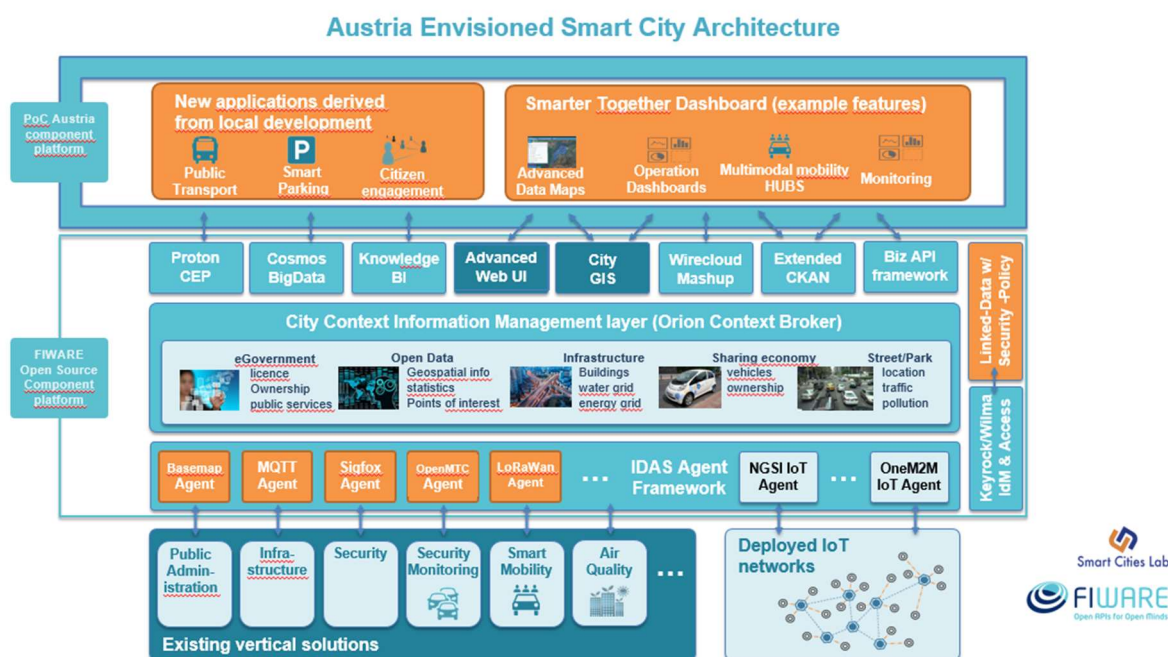 Austria Envisioned Smart City Architecture
PoC Austria
component
platform
New applications derived
from local development
Public
Transport
P
Smart
Parking
Citizen
engagement
Smarter Together Dashboard (example features)
Advanced
Data Maps
Operation
Dashboards
Multimodal mobility
HUBS
Monitoring
FIWARE
Open Source
Component
platform
Proton
CEP
Cosmos
BigData
Knowledge
BI
Advanced
Web UI
City
GIS
Wirecloud
Mashup
Extended
CKAN
Biz API
framework
Linked-Data w/
Security -Policy
City Context Information Management layer (Orion Context Broker)
eGovernment
licence
Ownership
public services
Open Data
Geospatial info
statistics
Points of interest
Infrastructure
Buildings
water grid
energy grid
Sharing economy
vehicles
ownership
Street/Park
location
traffic
pollution
Keyrock/Wilma
IdM & Access
Basemap
Agent
MQTT
Agent
Sigfox
Agent
OpenMTC
Agent
LoRaWan
Agent
...
IDAS Agent
Framework
NGSI IoT
Agent
...
OneM2M
IoT Agent
Public
Admin-
istration
Infra-
structure
Security
Security
Monitoring
Smart
Mobility
Air
Quality
...
Existing vertical solutions
Deployed IoT
networks
Smart Cities Lab
FIWARE
Open APIs for Open Minds